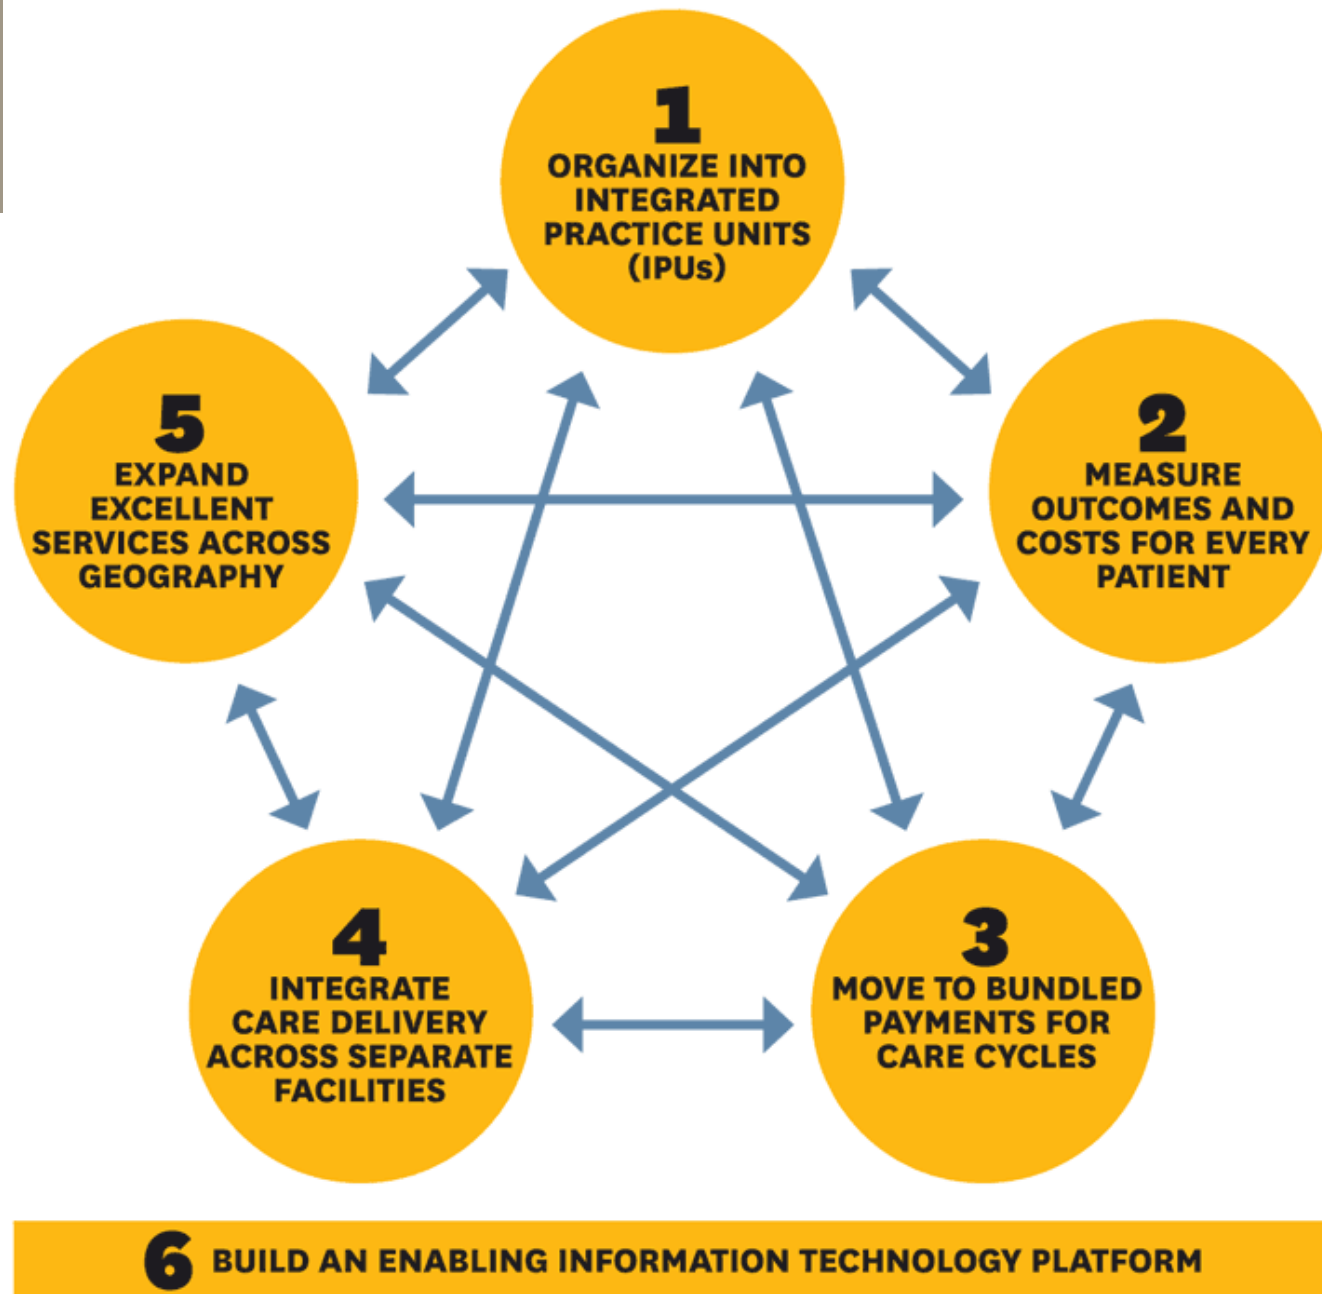 1
ORGANIZE INTO
INTEGRATED
PRACTICE UNITS
(IPUs)
2
MEASURE
OUTCOMES AND
COSTS FOR EVERY
PATIENT
3
MOVE TO BUNDLED
PAYMENTS FOR
CARE CYCLES
4
INTEGRATE
CARE DELIVERY
ACROSS SEPARATE
FACILITIES
5
EXPAND
EXCELLENT
SERVICES ACROSS
GEOGRAPHY
6 BUILD AN ENABLING INFORMATION TECHNOLOGY PLATFORM